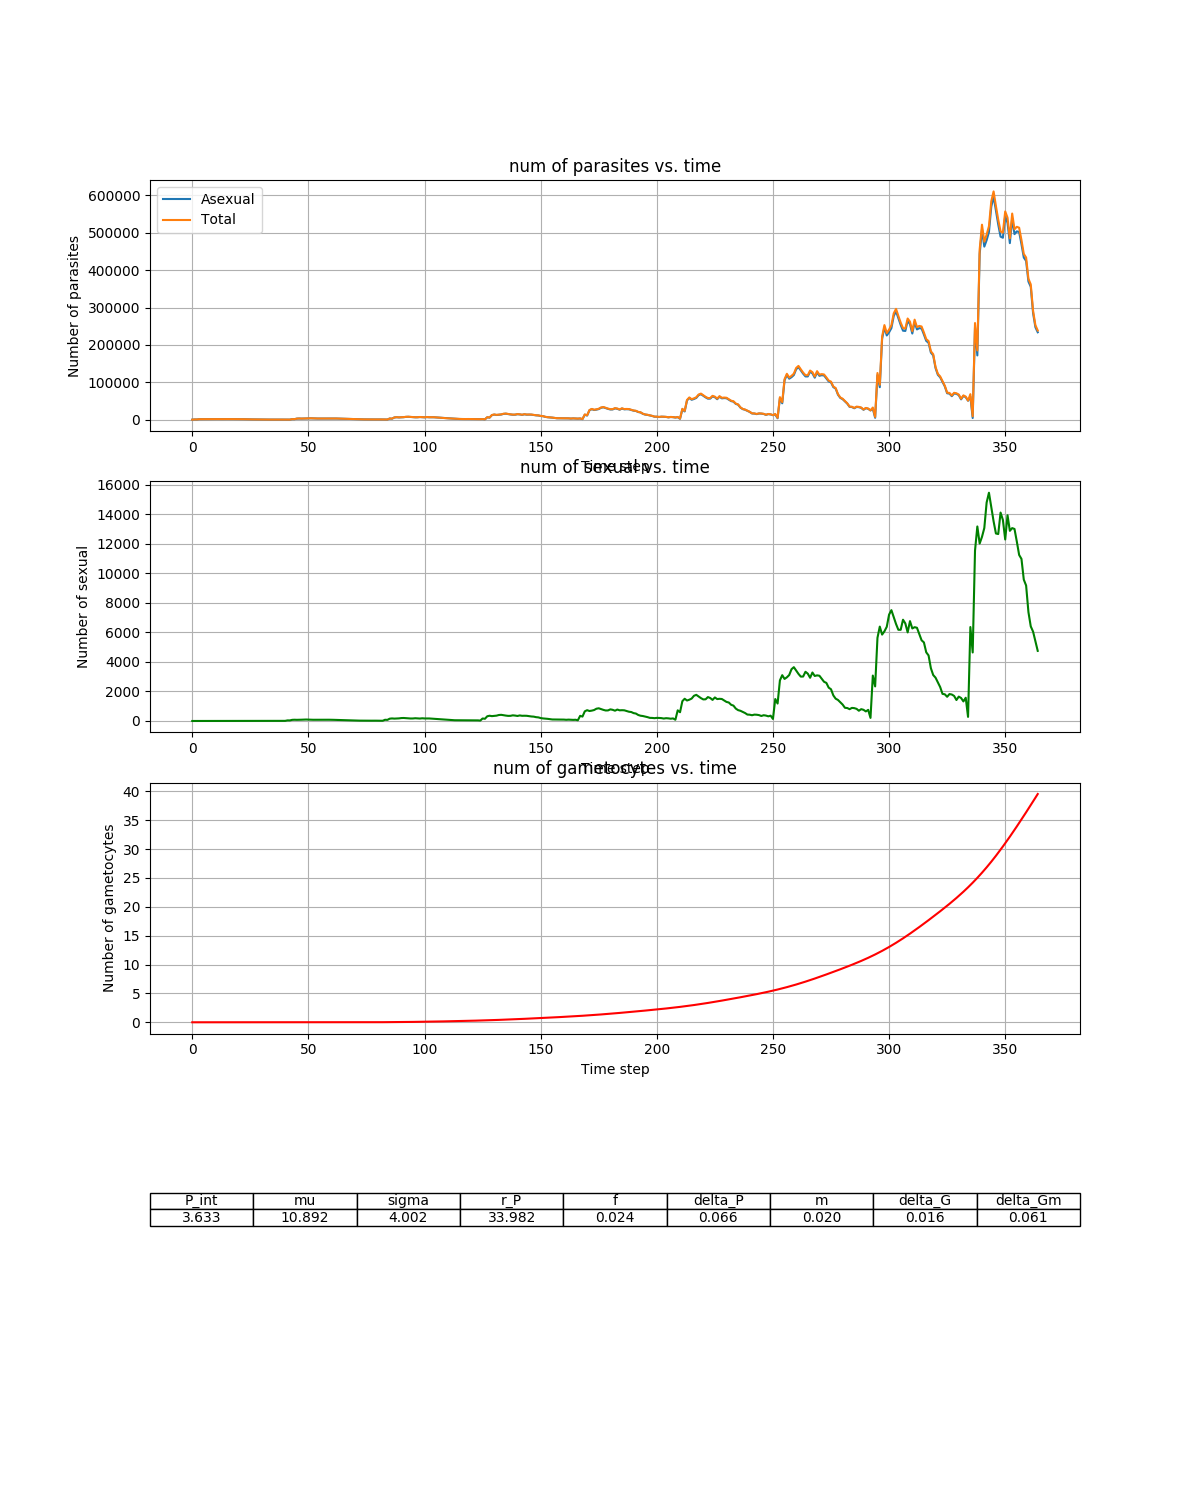 num of parasites vs. time
Number of parasites
600000
500000
400000
300000
200000
100000
0
Asexual
Total
0 50 100 150 200 250 300 350
Time step
num of sexual vs. time
Number of sexual
16000
14000
12000
10000
8000
6000
4000
2000
0
0 50 100 150 200 250 300 350
Time step
num of gametocytes vs. time
Number of gametocytes
40
35
30
25
20
15
10
5
0
0 50 100 150 200 250 300 350
Time step
P_int mu sigma r_P f delta_P m delta_G delta_Gm
3.633 10.892 4.002 33.982 0.024 0.066 0.020 0.016 0.061